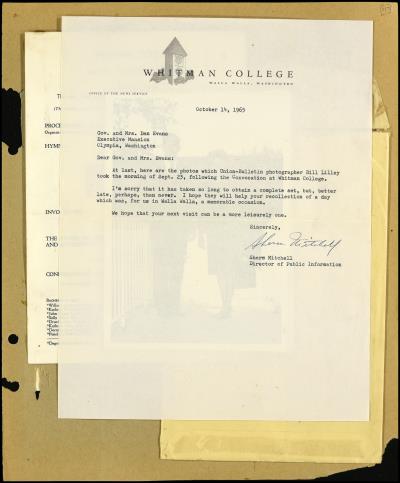 WHITMAN COLLEGE
WALLA WALLA, WASHINGTON
OFFICE OF THE NEWS SERVICE
October 14, 1965
Gov. and Mrs. Dan Evans
Executive Mansion
Olympia, Washington
Dear Gov. and Mrs. Evans:
At last, here are the photos which Union-Bulletin photographer Bill Lilley
took the morning of Sept. 23, following the Convocation at Whitman College.
I'm sorry that it has taken so long to obtain a complete set, but, better
late, perhaps, then never. I hope they will help your recollection of a day
which was, for us in Walla Walla, a memorable occasion.
We hope that your next visit can be a more leisurely one.
Sincerely,
Sherm Mitchell
Sherm Mitchell
Director of Public Information
PROCE
HYMN
INVO
THE
AND